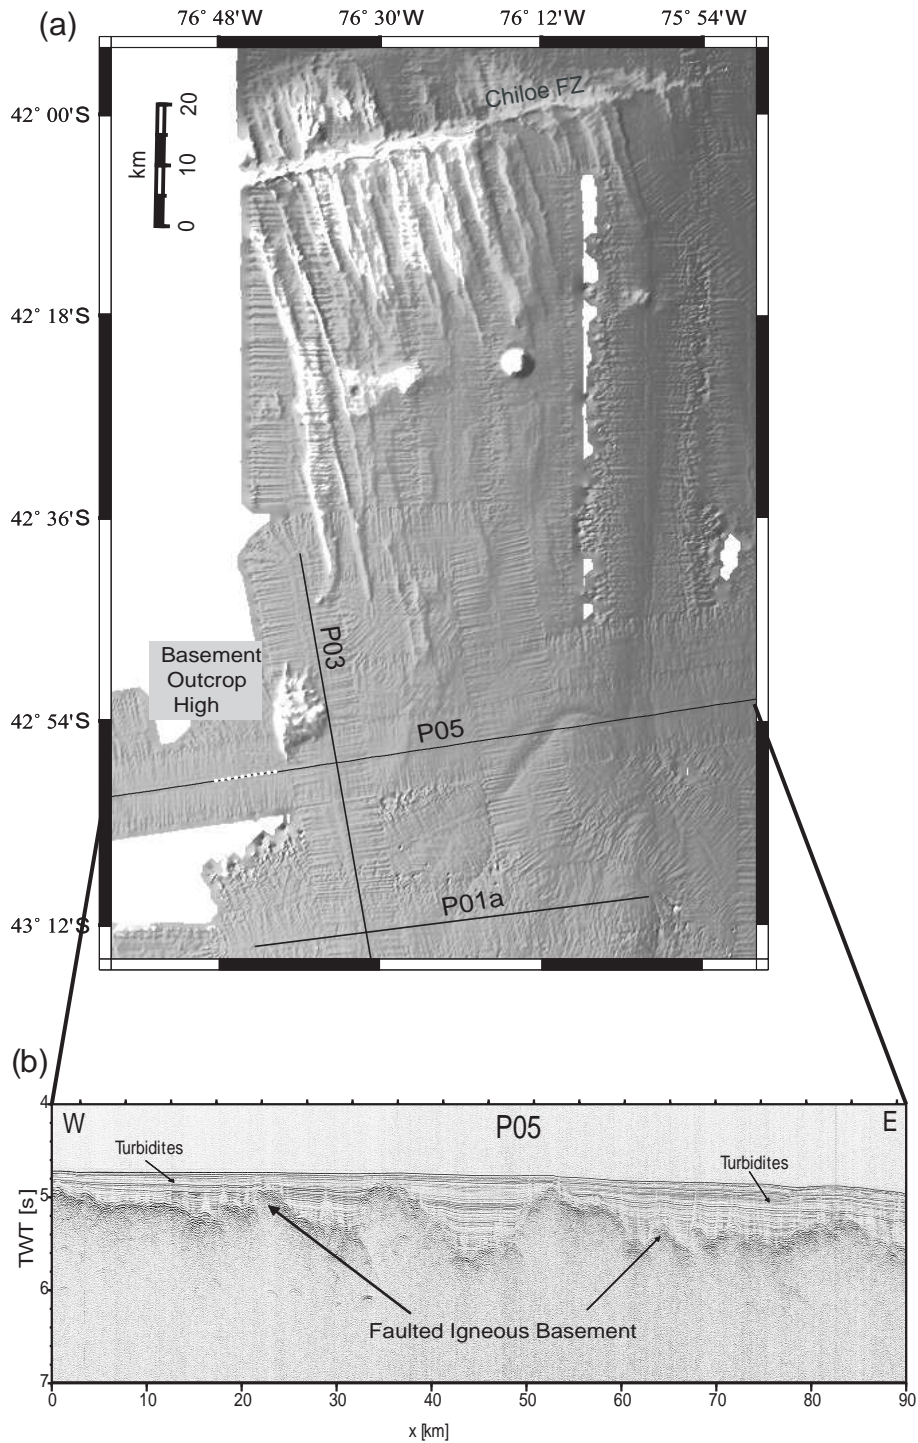 (a)
76° 48'W 76° 30'W 76° 12'W 75° 54'W
Chiloe FZ
42° 00'S
20
km
10
0
42° 18'S
42° 36'S
P03
Basement
Outcrop
High
42° 54'S
P05
P01a
43° 12'S
(b)
4
W P05 E
Turbidites
Turbidites
5
TWT [s]
6
Faulted Igneous Basement
7
0 10 20 30 40 50 60 70 80 90
x [km]